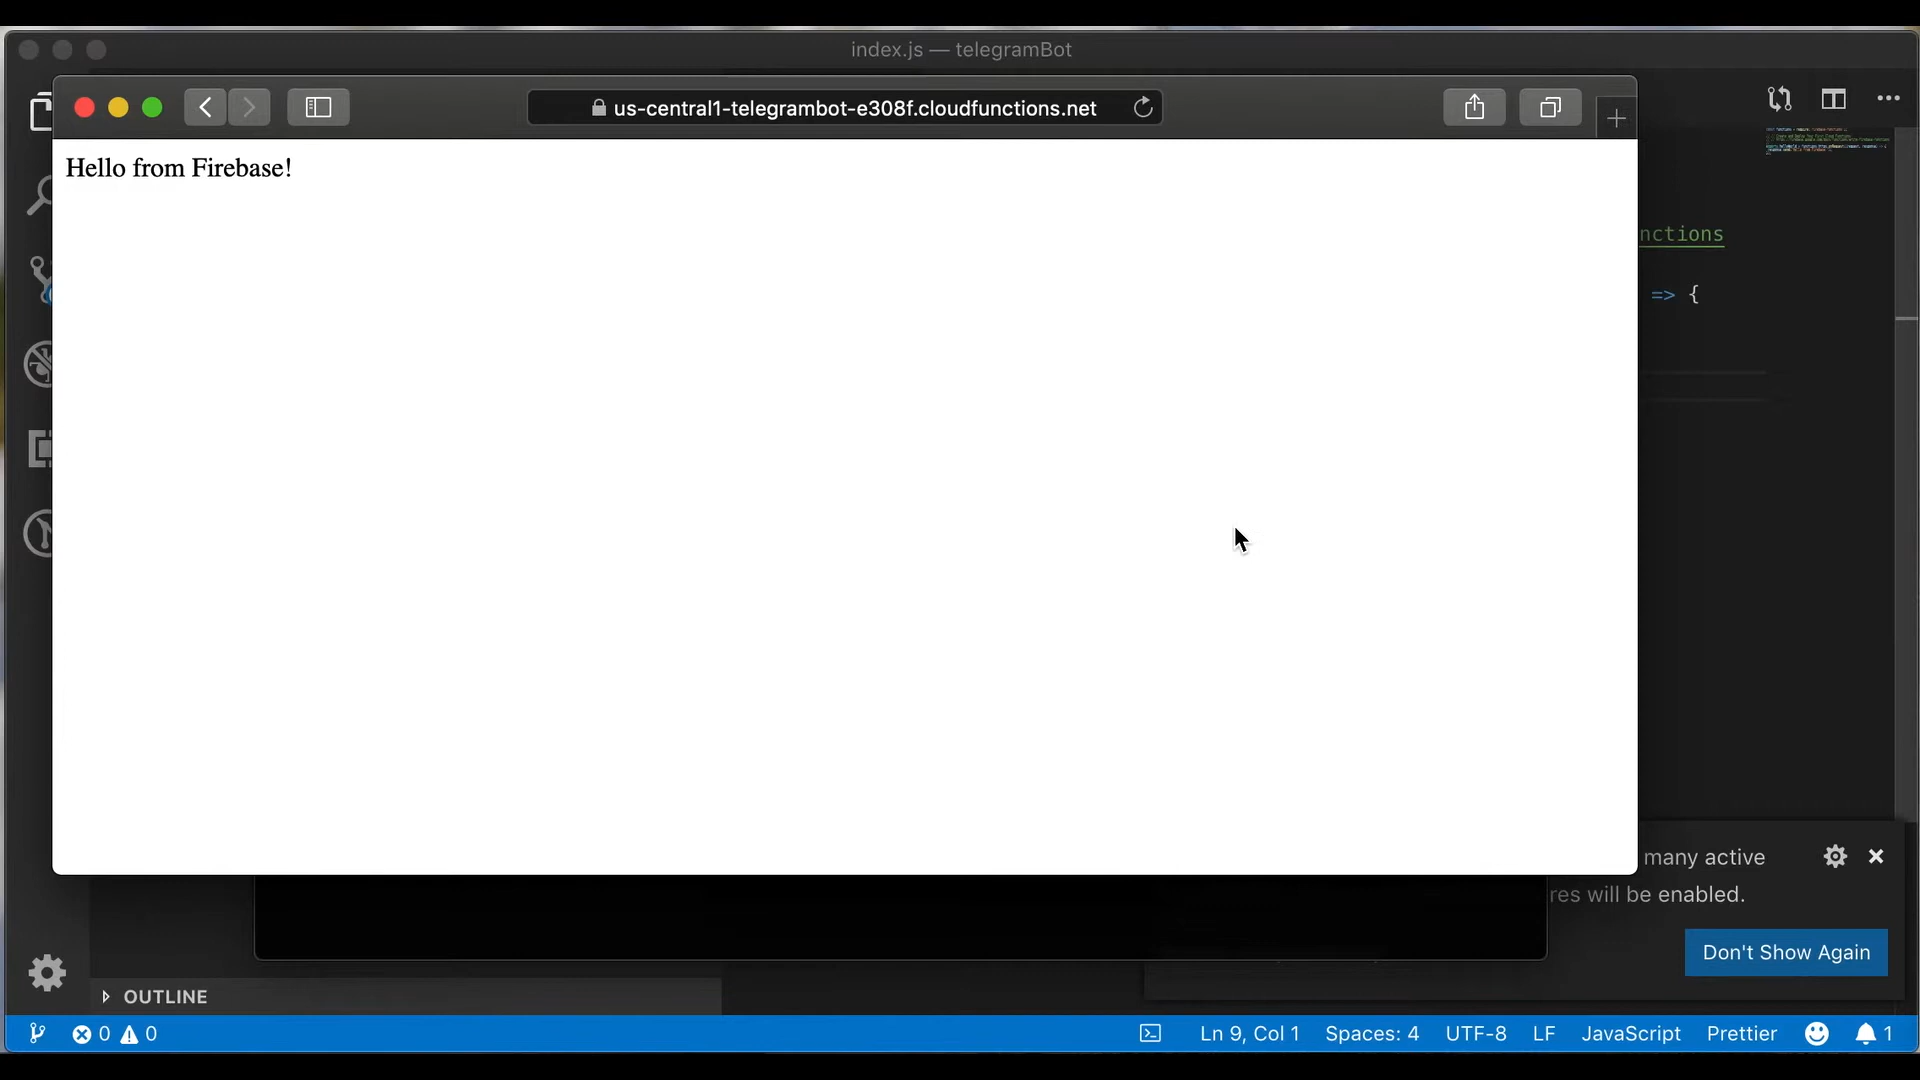 index.js — telegramBot
us-central1-telegrambot-e308f.cloudfunctions.net
Hello from Firebase!
nctions
=> {
many active
res will be enabled.
Don't Show Again
OUTLINE
0 0
Ln 9, Col 1 Spaces: 4 UTF-8 LF JavaScript Prettier 1